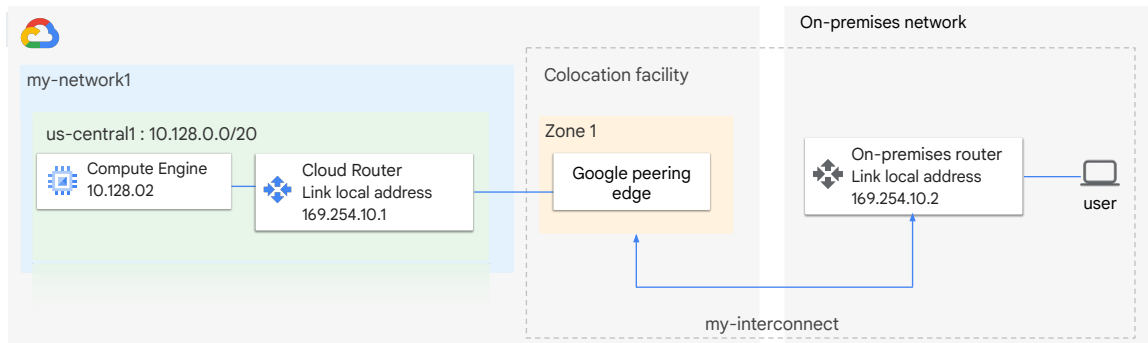 On-premises network
my-network1
Colocation facility
us-central1 : 10.128.0.0/20
Zone 1
Compute Engine
10.128.02
Cloud Router
Link local address
169.254.10.1
Google peering
edge
On-premises router
Link local address
169.254.10.2
user
my-interconnect